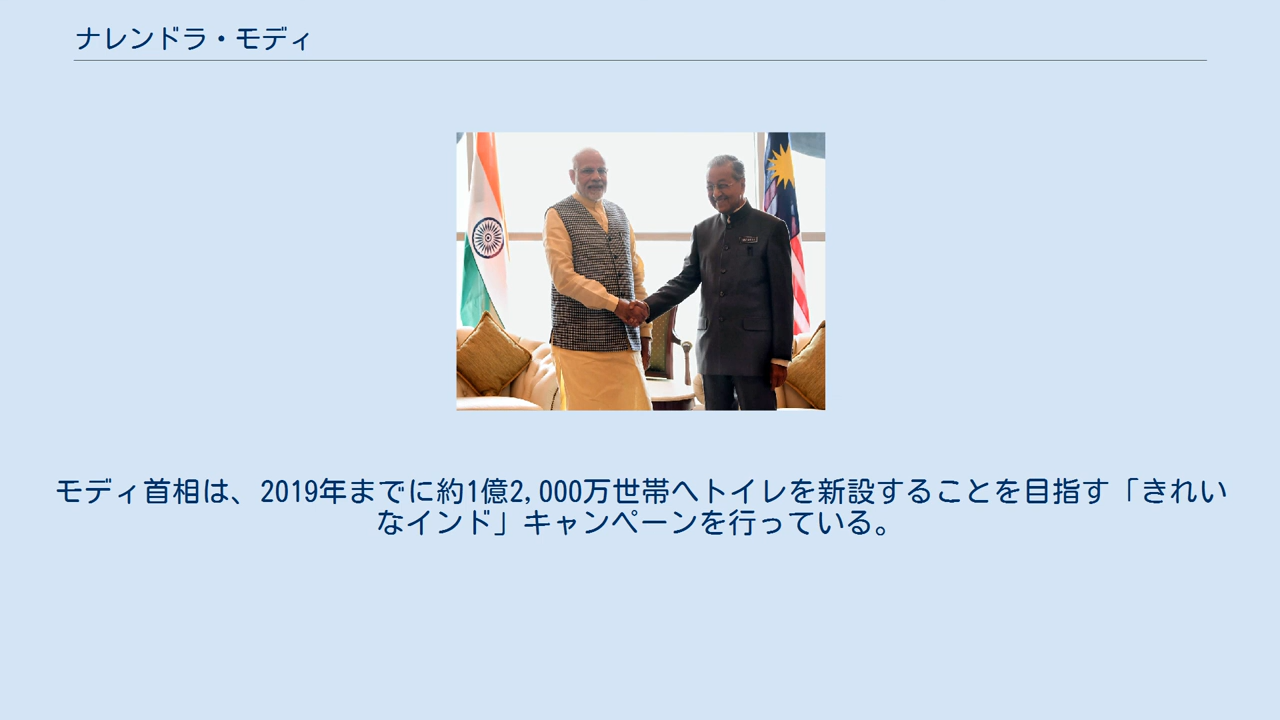 ナレンドラ・モディ
モディ首相は、2019年までに約1億2,000万世帯へトイレを新設することを目指す「きれい
なインド」キャンペーンを行っている。